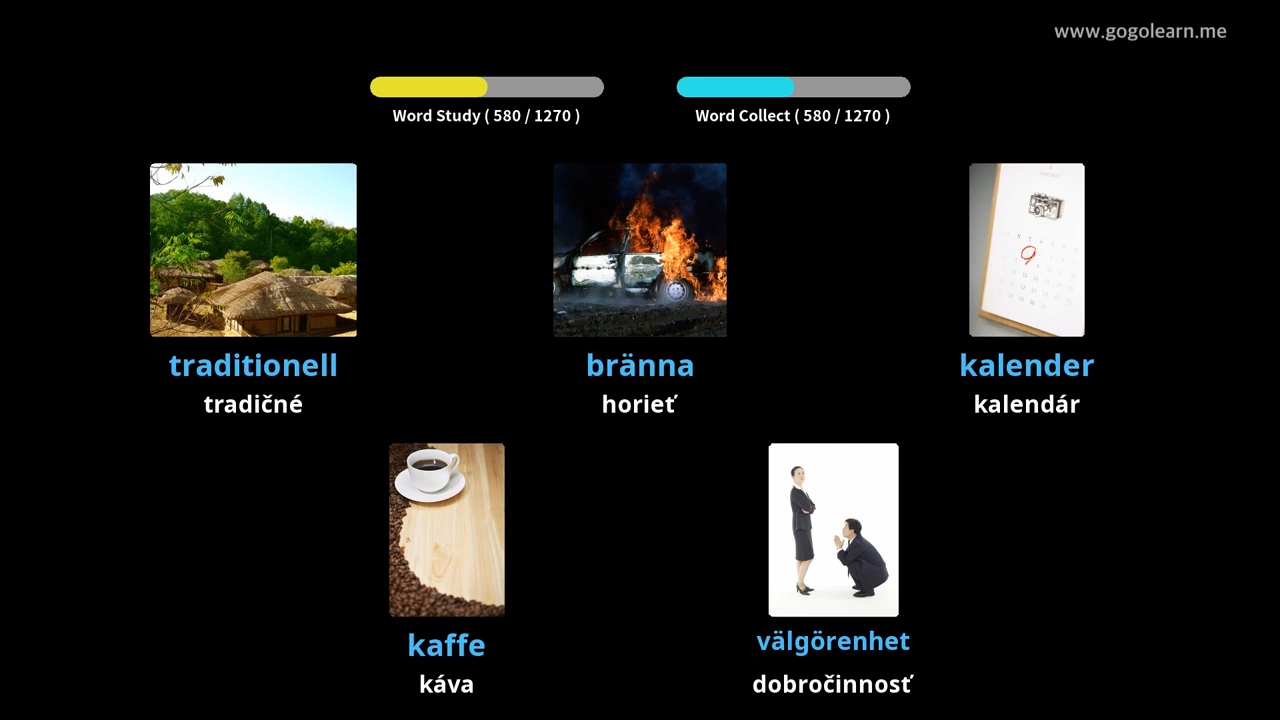 www.gogolearn.me
Word Study ( 580 / 1270 )
Word Collect ( 580 / 1270 )
traditionell
tradičné
bränna
horieť
kalender
kalendár
kaffe
káva
välgörenhet
dobročinnosť